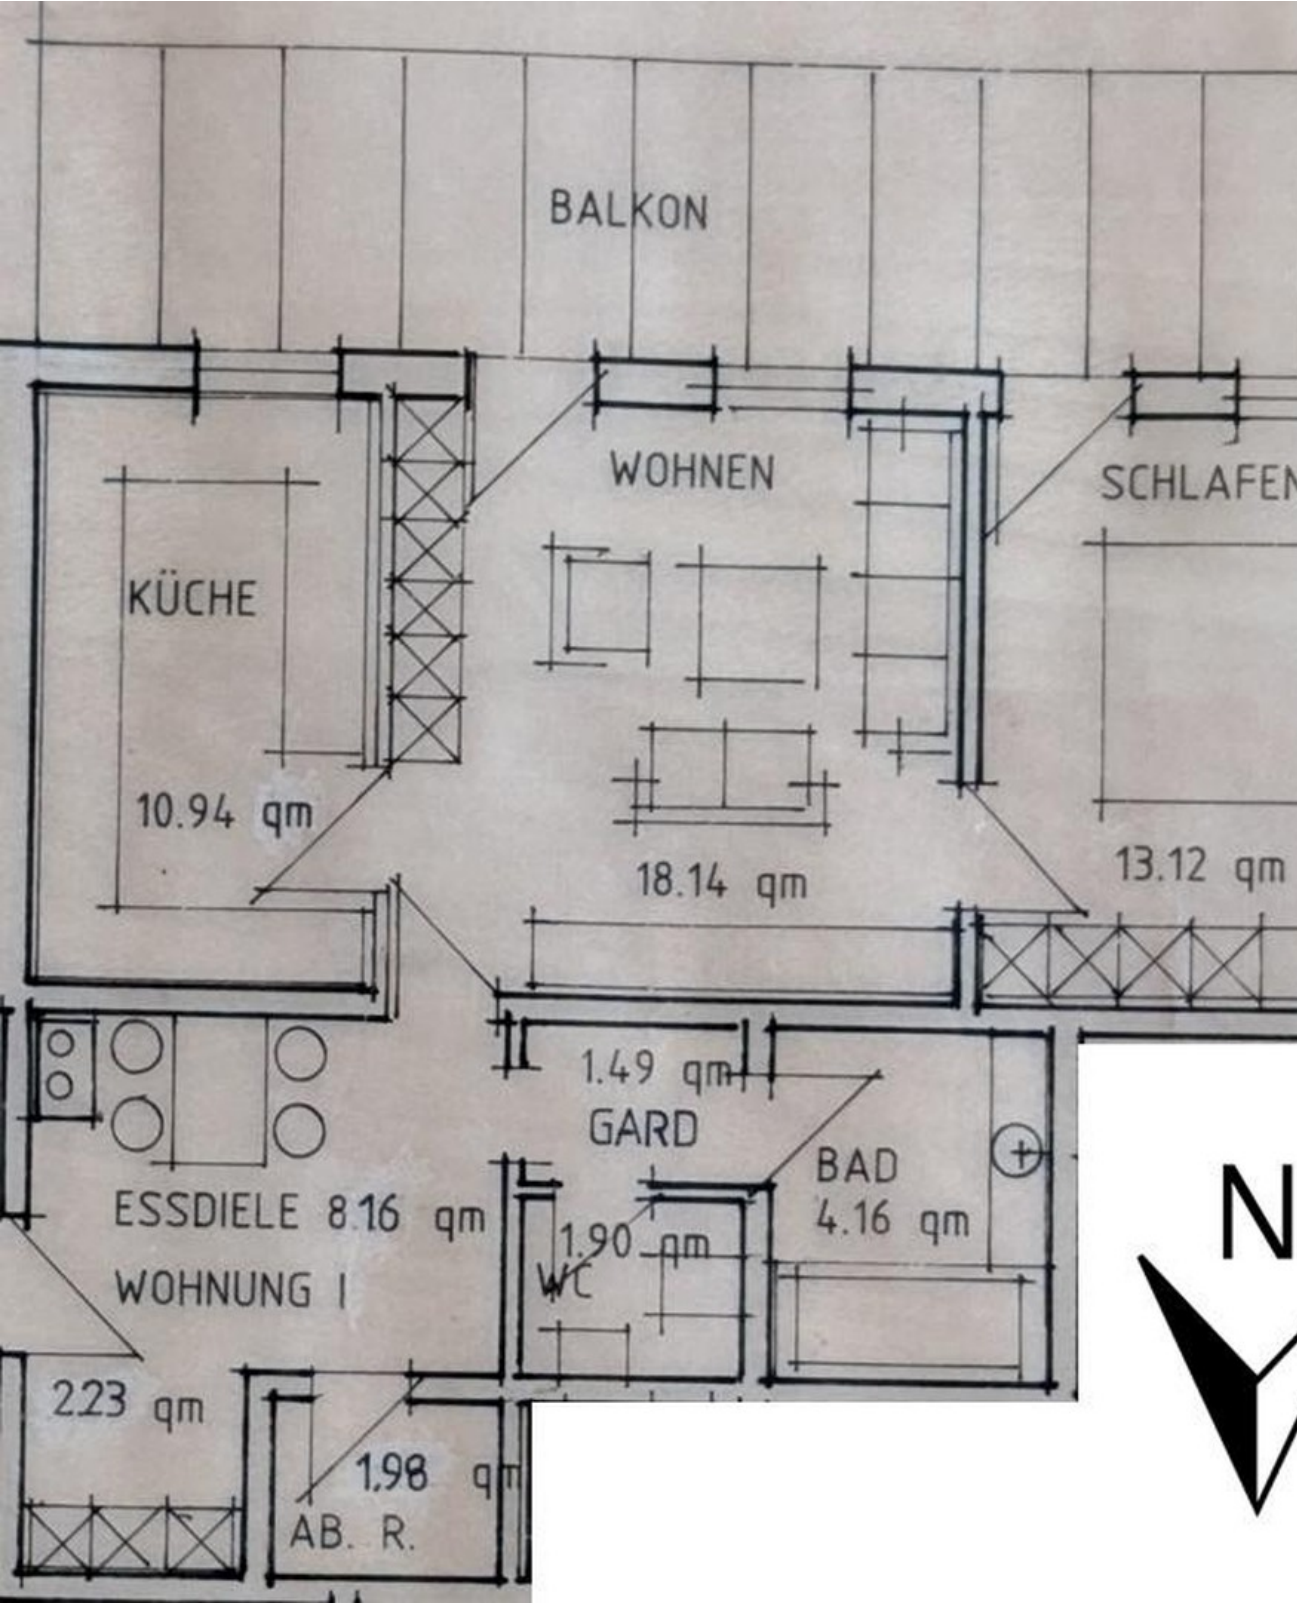 BALKON
WOHNEN
SCHLAFEN
KÜCHE
10.94 qm
18.14 qm
13.12 qm
1.49 qm
GARD
BAD
4.16 qm
ESSDIELE 8.16 qm
WOHNUNG I
1.90 qm
WC
N
2.23 qm
1.98 qm
AB. R.